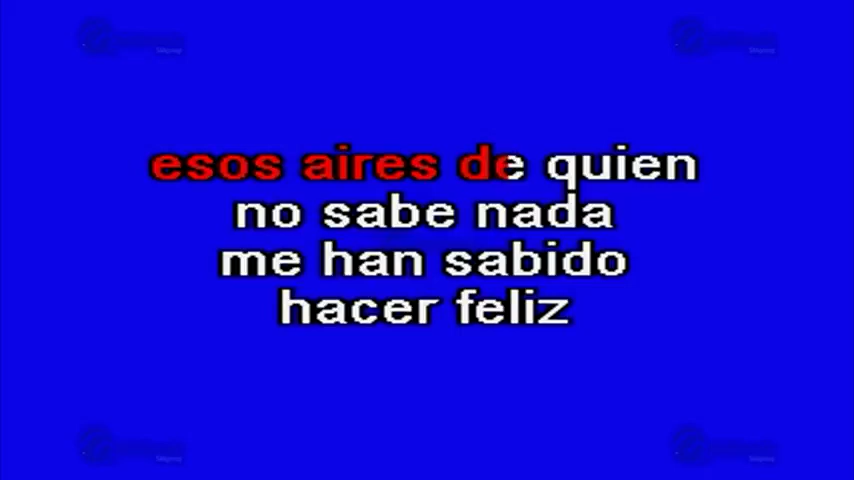 esos aires de quien
no sabe nada
me han sabido
hacer feliz